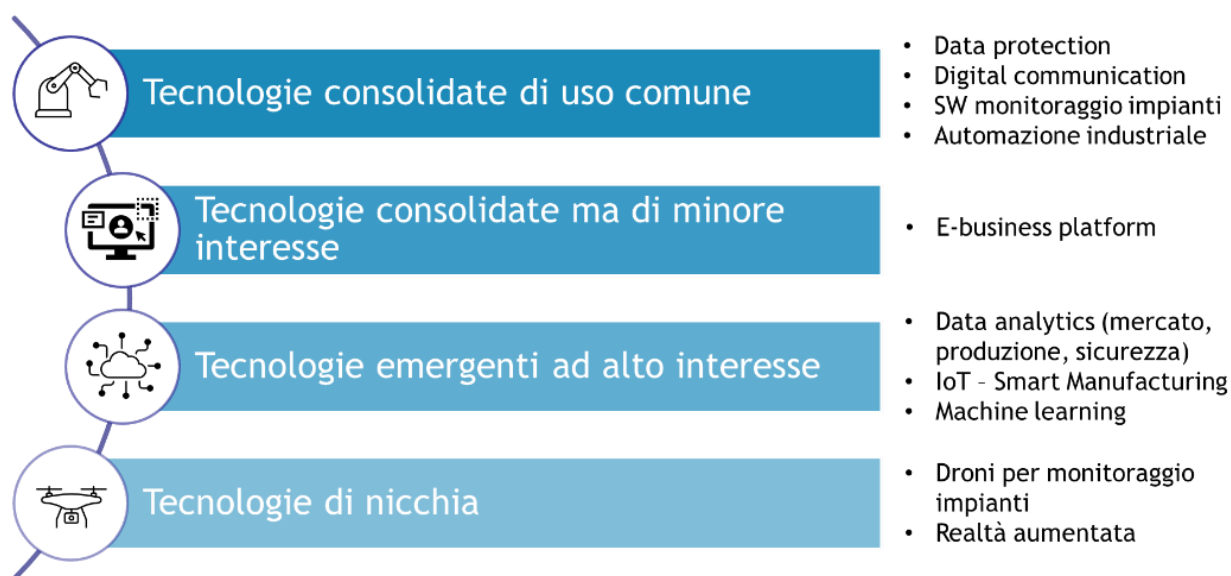 Tecnologie consolidate di uso comune
• Data protection
• Digital communication
• SW monitoraggio impianti
• Automazione industriale
Tecnologie consolidate ma di minore
interesse
• E-business platform
Tecnologie emergenti ad alto interesse
• Data analytics (mercato,
produzione, sicurezza)
• IoT – Smart Manufacturing
• Machine learning
Tecnologie di nicchia
• Droni per monitoraggio
impianti
• Realtà aumentata